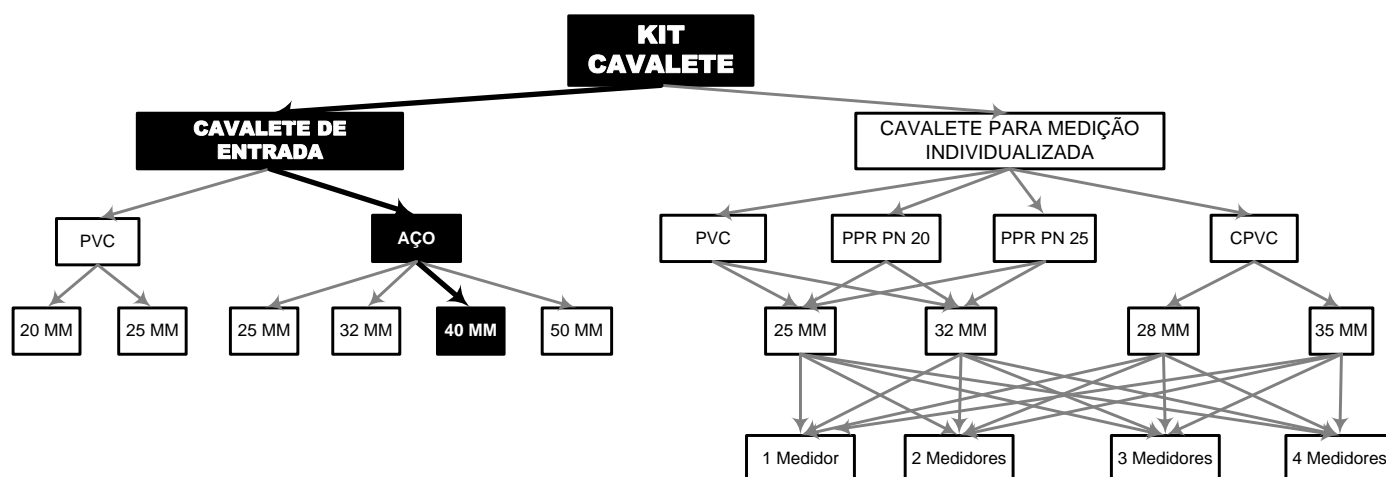 KIT
CAVALETE
CAVALETE DE
ENTRADA
CAVALETE PARA MEDIÇÃO
INDIVIDUALIZADA
PVC
AÇO
PVC
PPR PN 20
PPR PN 25
CPVC
20 MM
25 MM
25 MM
32 MM
40 MM
50 MM
25 MM
32 MM
28 MM
35 MM
1 Medidor
2 Medidores
3 Medidores
4 Medidores